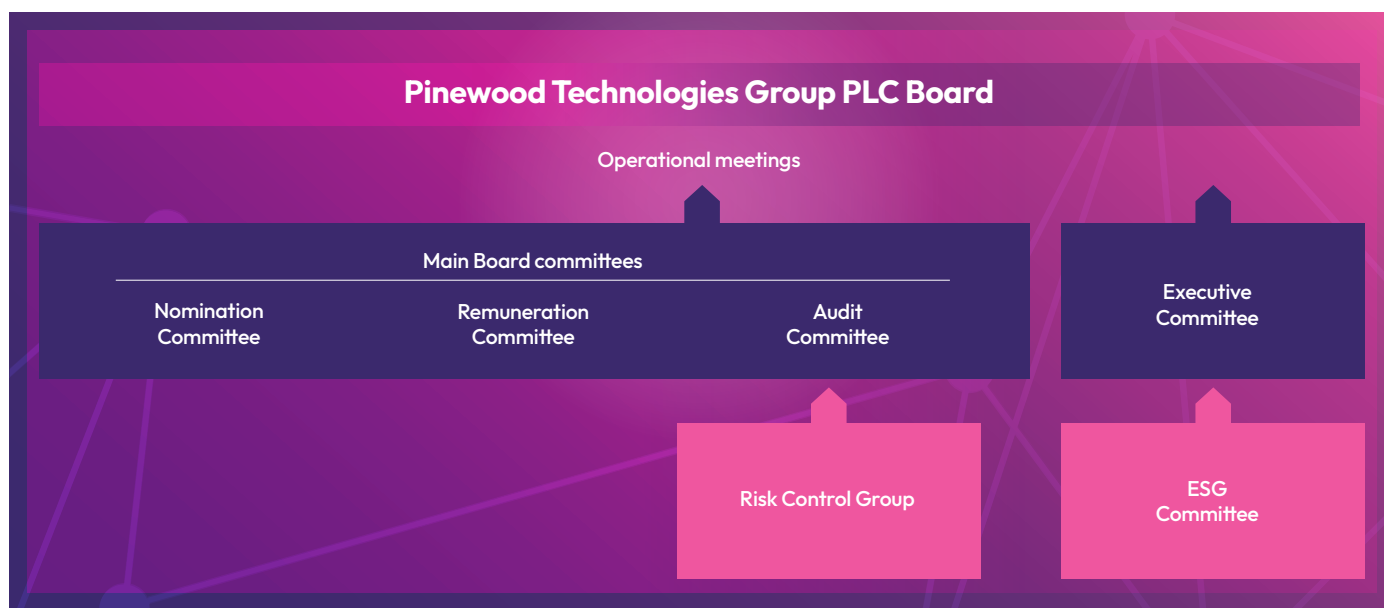 Pinewood Technologies Group PLC Board
Operational meetings
Main Board committees
Nomination
Committee
Remuneration
Committee
Audit
Committee
Executive
Committee
Risk Control Group
ESG
Committee